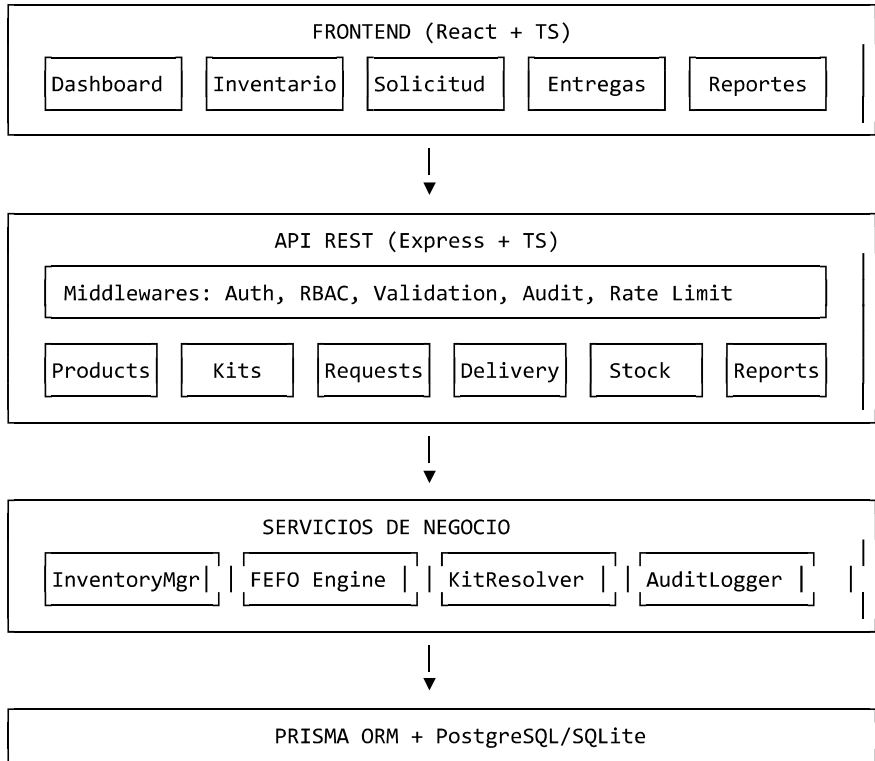 FRONTEND (React + TS)
Dashboard Inventario Solicitud Entregas Reportes
API REST (Express + TS)
Middlewares: Auth, RBAC, Validation, Audit, Rate Limit
Products Kits Requests Delivery Stock Reports
SERVICIOS DE NEGOCIO
InventoryMgr FEFO Engine KitResolver AuditLogger
PRISMA ORM + PostgreSQL/SQLite